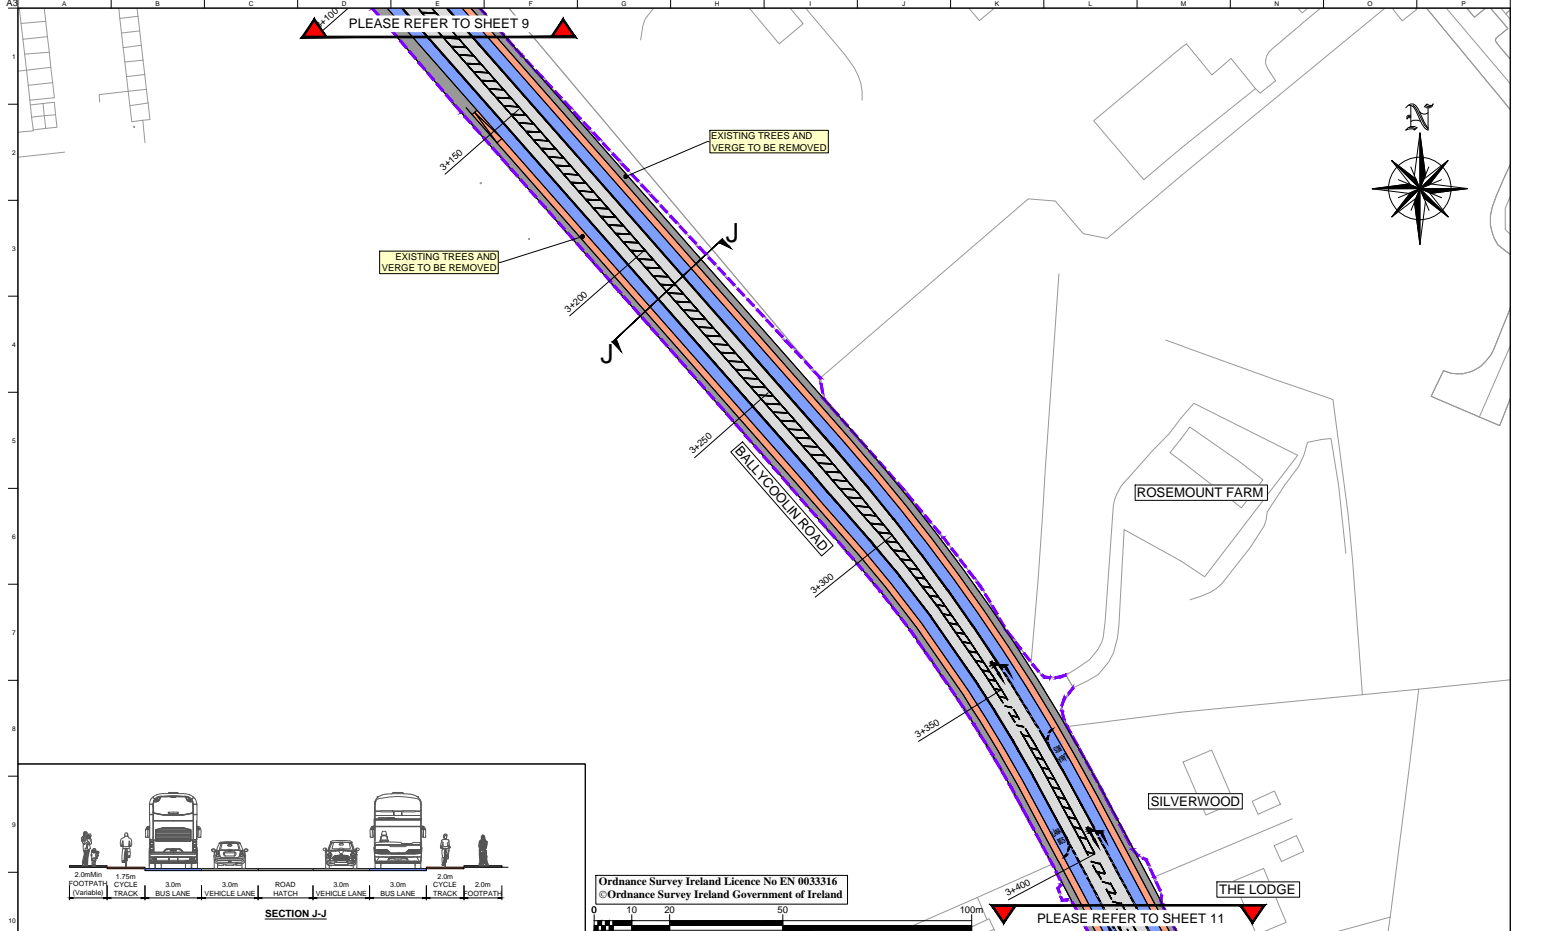 A3
A B C D E F G H I J K L M N O P
3+100
PLEASE REFER TO SHEET 9
1
2
3
4
5
6
7
8
9
10
N
EXISTING TREES AND
VERGE TO BE REMOVED
3+150
J
EXISTING TREES AND
VERGE TO BE REMOVED
3+200
J
3+250
BALLYCOOLIN ROAD
ROSEMOUNT FARM
3+300
3+350
SILVERWOOD
THE LODGE
3+400
PLEASE REFER TO SHEET 11
2.0mMin
FOOTPATH
(Variable)
1.75m
CYCLE
TRACK
3.0m
BUS LANE
3.0m
VEHICLE LANE
ROAD
HATCH
3.0m
VEHICLE LANE
3.0m
BUS LANE
2.0m
CYCLE
TRACK
2.0m
FOOTPATH
SECTION J-J
Ordnance Survey Ireland Licence No EN 0033316
©Ordnance Survey Ireland Government of Ireland
0 10 20 50 100m